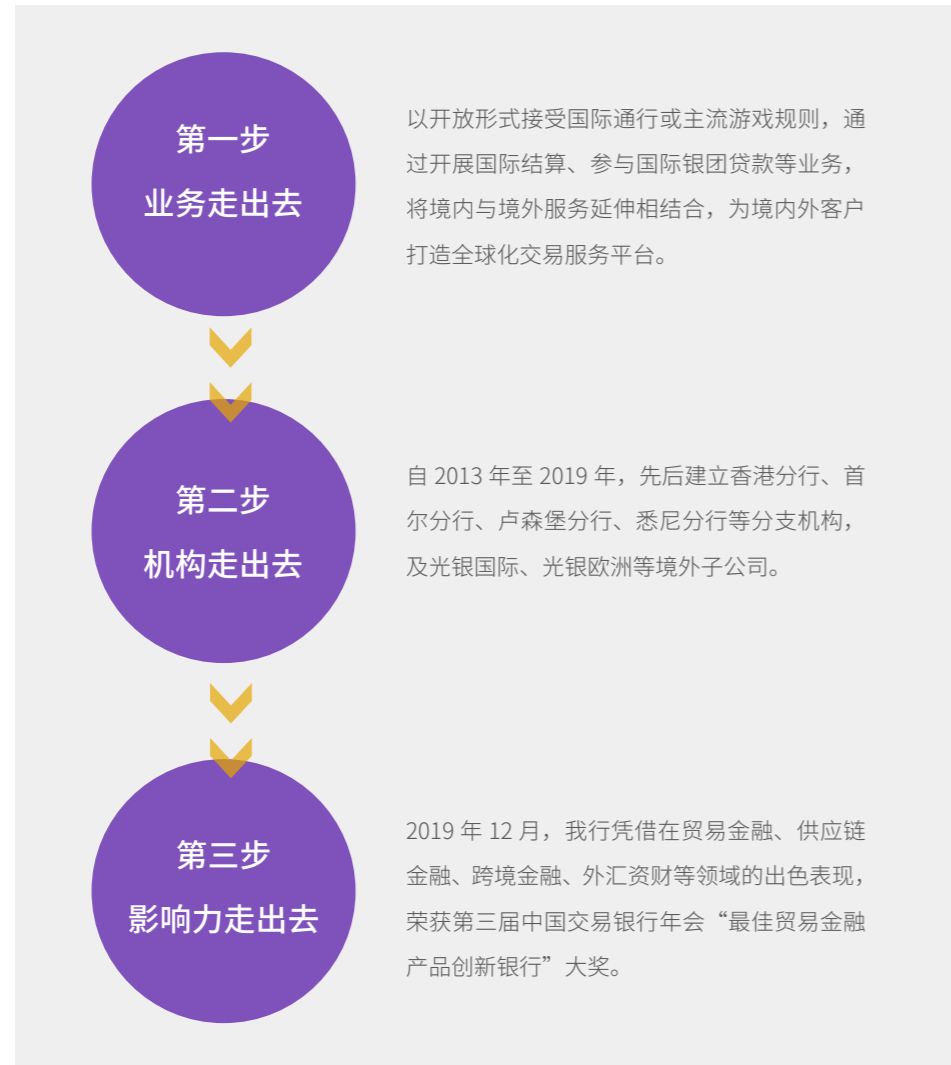 第一步
业务走出去
以开放形式接受国际通行或主流游戏规则，通
过开展国际结算、参与国际银团贷款等业务，
将境内与境外服务延伸相结合，为境内外客户
打造全球化交易服务平台。
第二步
机构走出去
自 2013 年至 2019 年，先后建立香港分行、首
尔分行、卢森堡分行、悉尼分行等分支机构，
及光银国际、光银欧洲等境外子公司。
第三步
影响力走出去
2019 年 12 月，我行凭借在贸易金融、供应链
金融、跨境金融、外汇资财等领域的出色表现，
荣获第三届中国交易银行年会“最佳贸易金融
产品创新银行”大奖。